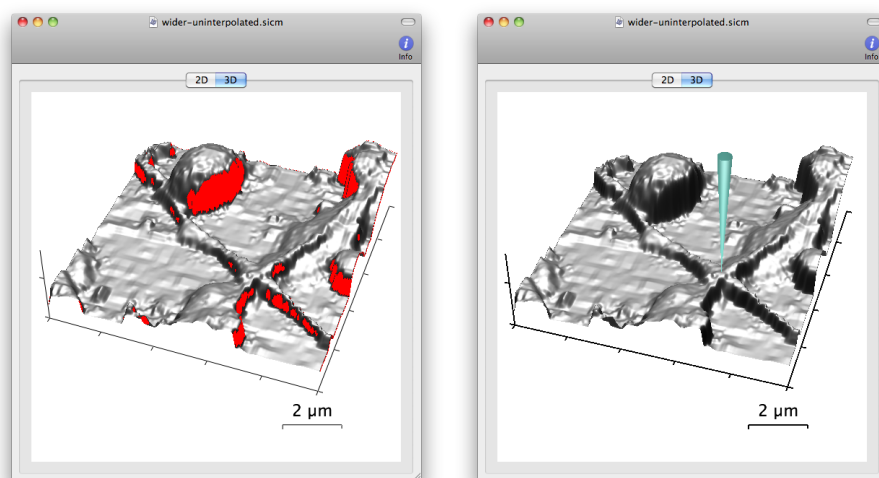 wider-uninterpolated.sicm
Info
2D 3D
2 µm
wider-uninterpolated.sicm
Info
2D 3D
2 µm